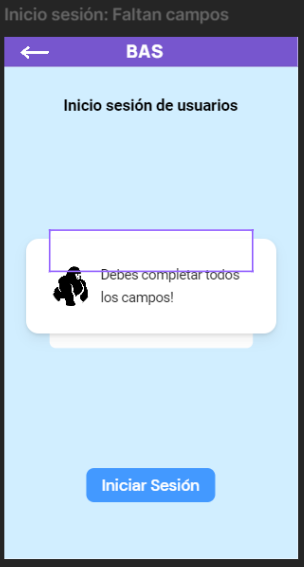 Inicio sesión: Faltan campos
BAS
Inicio sesión de usuarios
Debes completar todos
los campos!
Iniciar Sesión